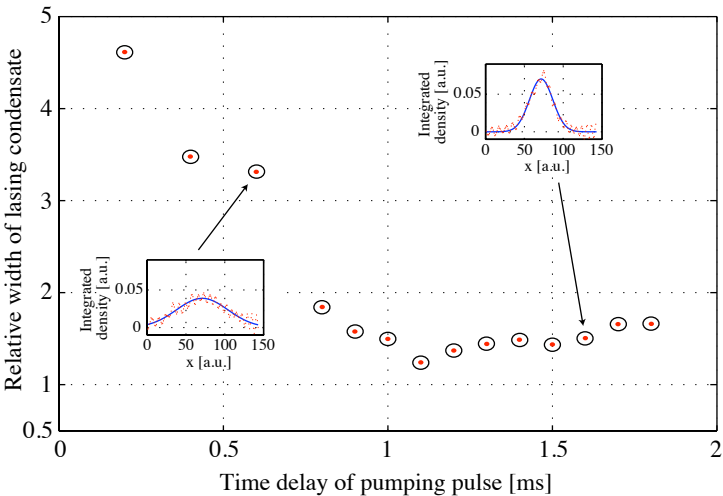 5
4
3
2
1
0.5
0
0.5
1
1.5
2
Relative width of lasing condensate
Time delay of pumping pulse [ms]
Integrated
density [a.u.]
0.05
0
0
50
100
150
x [a.u.]
Integrated
density [a.u.]
0.05
0
0
50
100
150
x [a.u.]